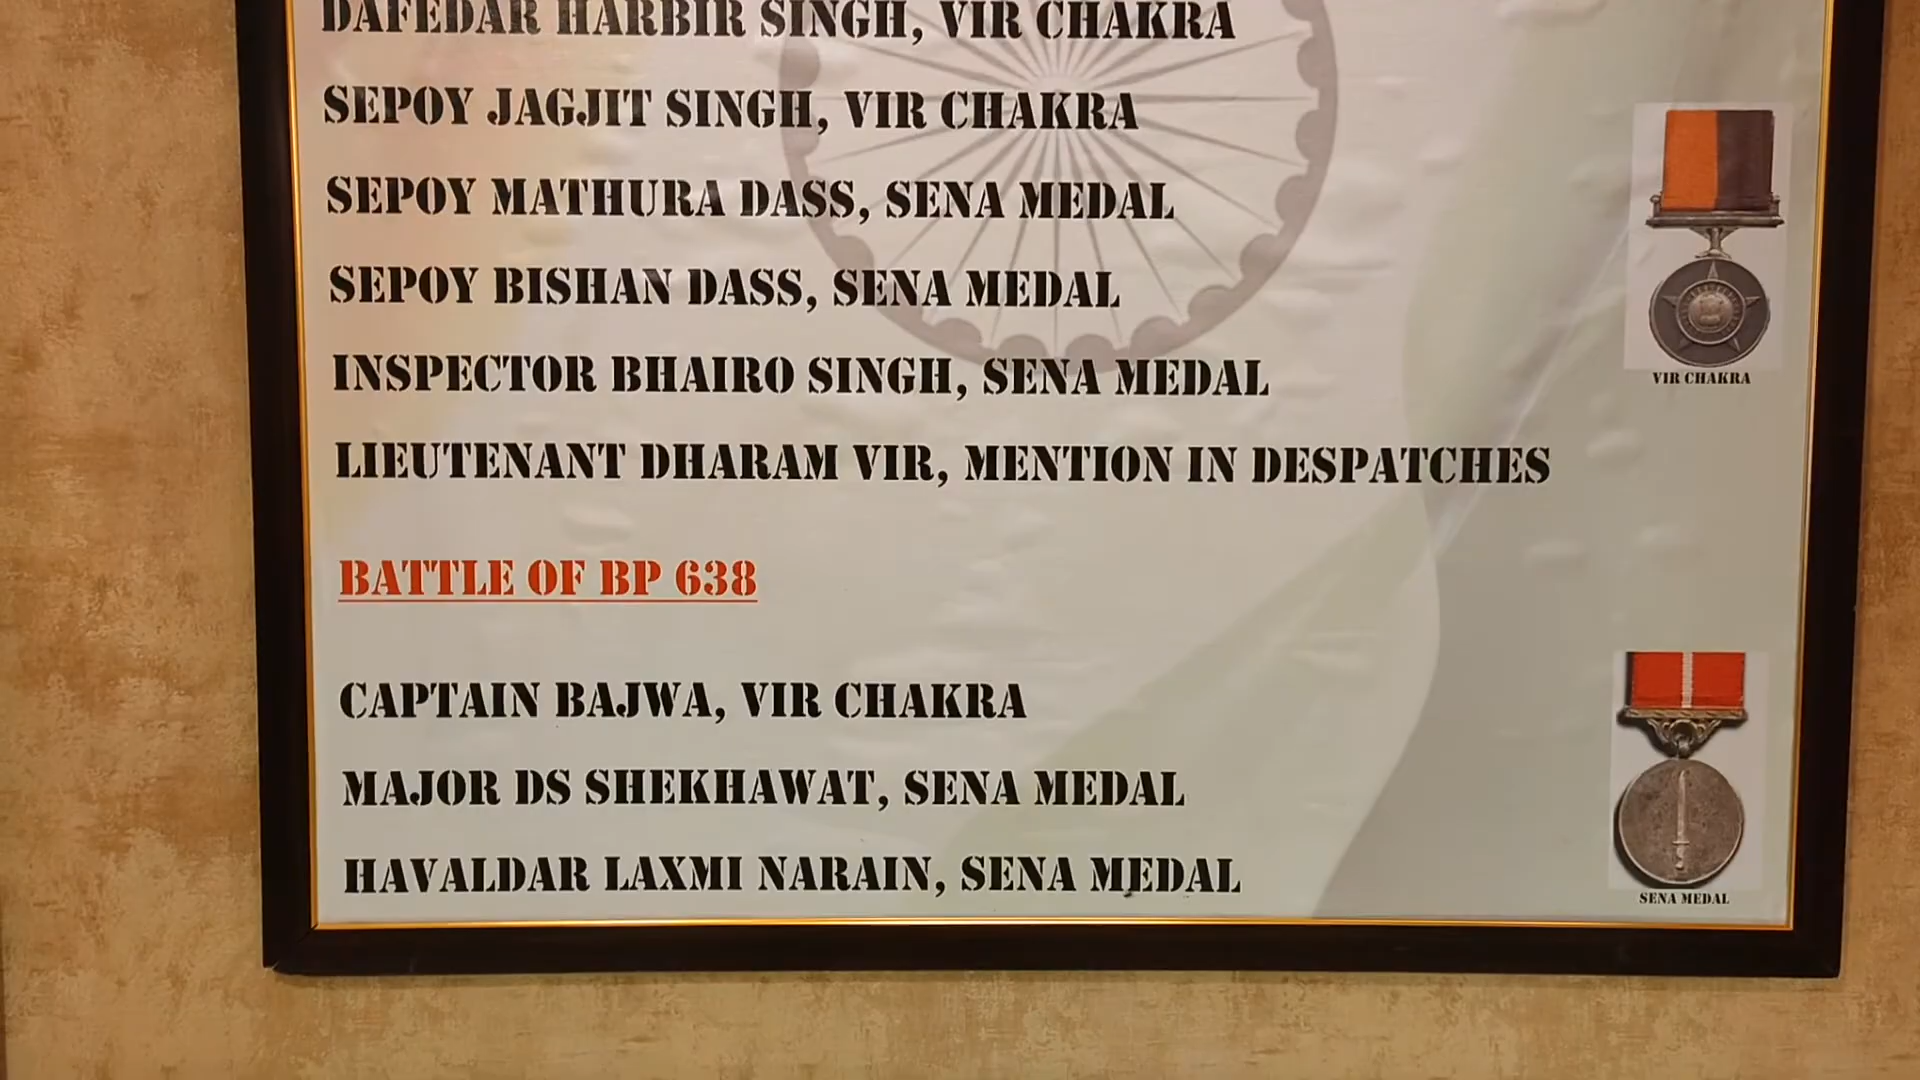 DAFEDAR HARBIR SINGH, VIR CHAKRA
SEPOY JAGJIT SINGH, VIR CHAKRA
SEPOY MATHURA DASS, SENA MEDAL
SEPOY BISHAN DASS, SENA MEDAL
INSPECTOR BHAIRO SINGH, SENA MEDAL
VIR CHAKRA
LIEUTENANT DHARAM VIR, MENTION IN DESPATCHES
BATTLE OF BP 638
CAPTAIN BAJWA, VIR CHAKRA
MAJOR DS SHEKHAWAT, SENA MEDAL
HAVALDAR LAXMI NARAIN, SENA MEDAL
SENA MEDAL